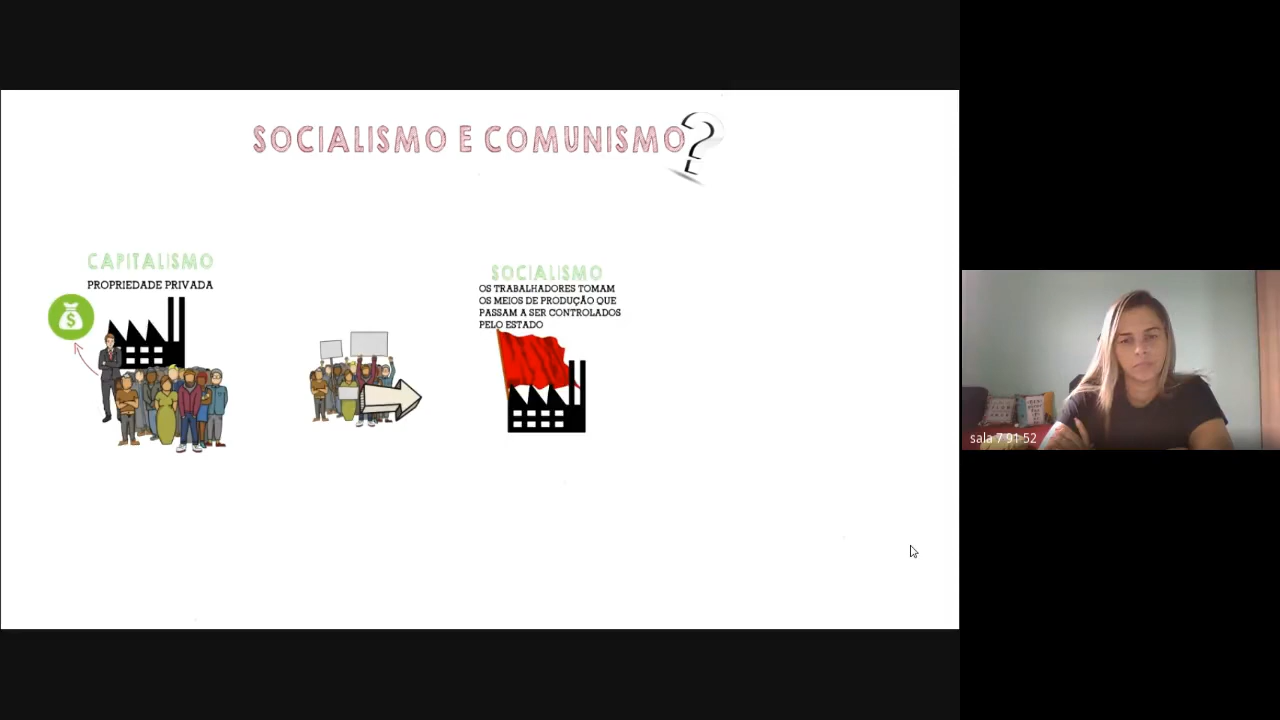 SOCIALISMO E COMUNISMO?
CAPITALISMO
PROPRIEDADE PRIVADA
$
SOCIALISMO
OS TRABALHADORES TOMAM
OS MEIOS DE PRODUÇÃO QUE
PASSAM A SER CONTROLADOS
PELO ESTADO
sala 7 91 52